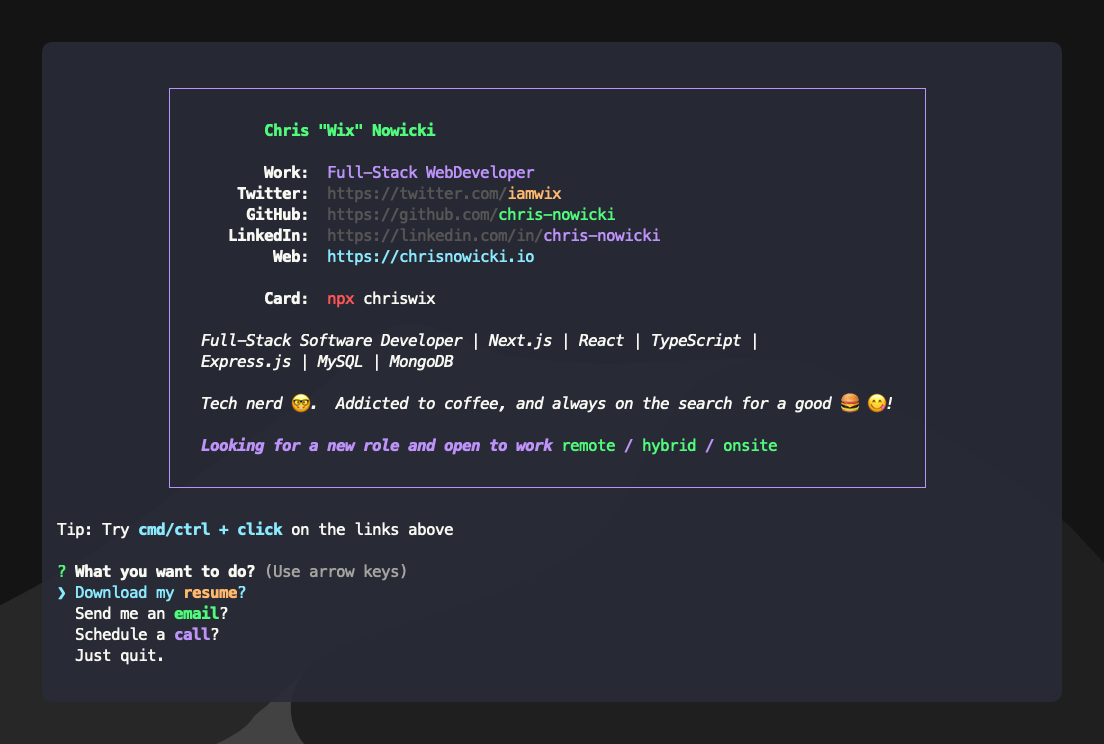 Chris "Wix" Nowicki
Work: Full-Stack WebDeveloper
Twitter: https://twitter.com/iamwix
GitHub: https://github.com/chris-nowicki
LinkedIn: https://linkedin.com/in/chris-nowicki
Web: https://chrisnowicki.io
Card: npx chriswix
Full-Stack Software Developer | Next.js | React | TypeScript |
Express.js | MySQL | MongoDB
Tech nerd 🤓.  Addicted to coffee, and always on the search for a good 🍔 😋!
Looking for a new role and open to work remote / hybrid / onsite
Tip: Try cmd/ctrl + click on the links above
? What you want to do? (Use arrow keys)
❯ Download my resume?
Send me an email?
Schedule a call?
Just quit.